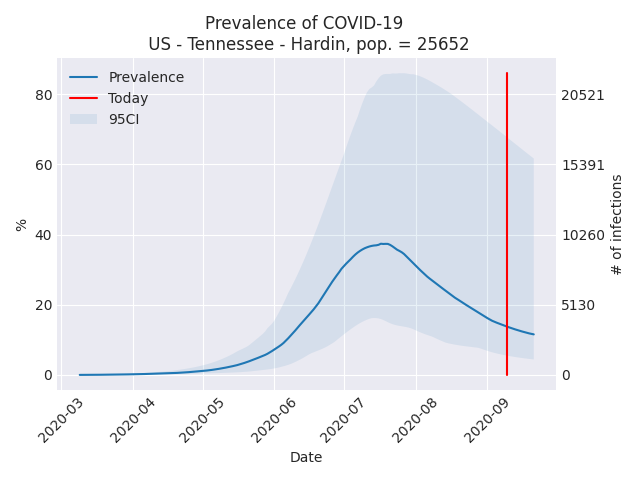 Prevalence of COVID-19
US - Tennessee - Hardin, pop. = 25652
Prevalence
Today
95CI
80
60
40
20
0
%
20521
15391
10260
5130
0
# of infections
2020-03
2020-04
2020-05
2020-06
2020-07
2020-08
2020-09
Date